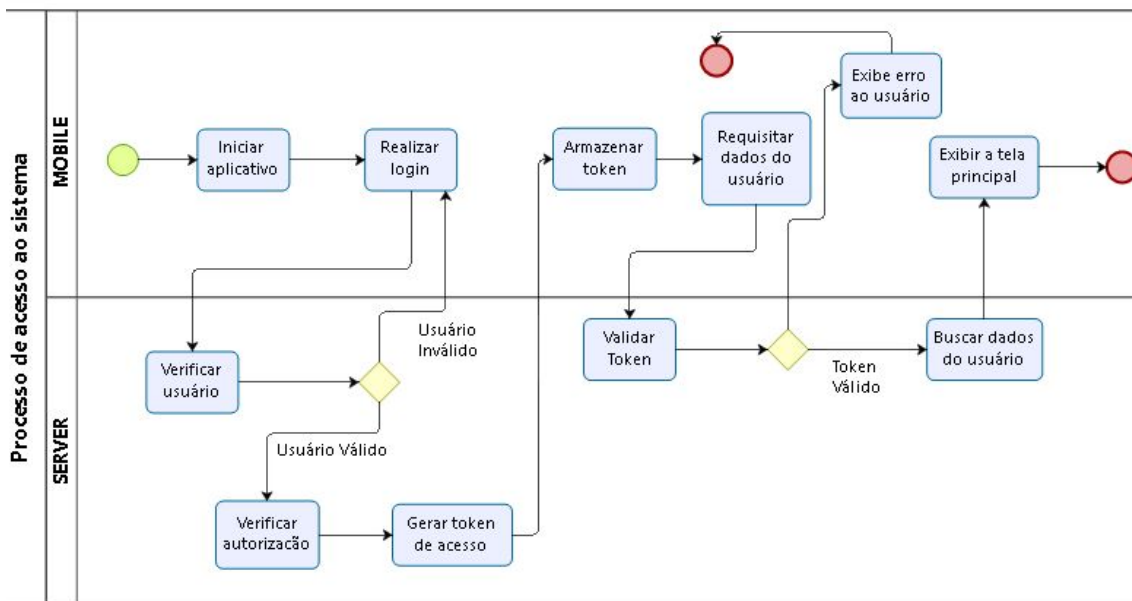 Processo de acesso ao sistema
MOBILE
Iniciar
aplicativo
Realizar
login
Armazenar
token
Requisitar
dados do
usuário
Exibe erro
ao usuário
Exibir a tela
principal
SERVER
Verificar
usuário
Usuário
Inválido
Usuário Válido
Verificar
autorizacão
Gerar token
de acesso
Validar
Token
Token
Válido
Buscar dados
do usuário